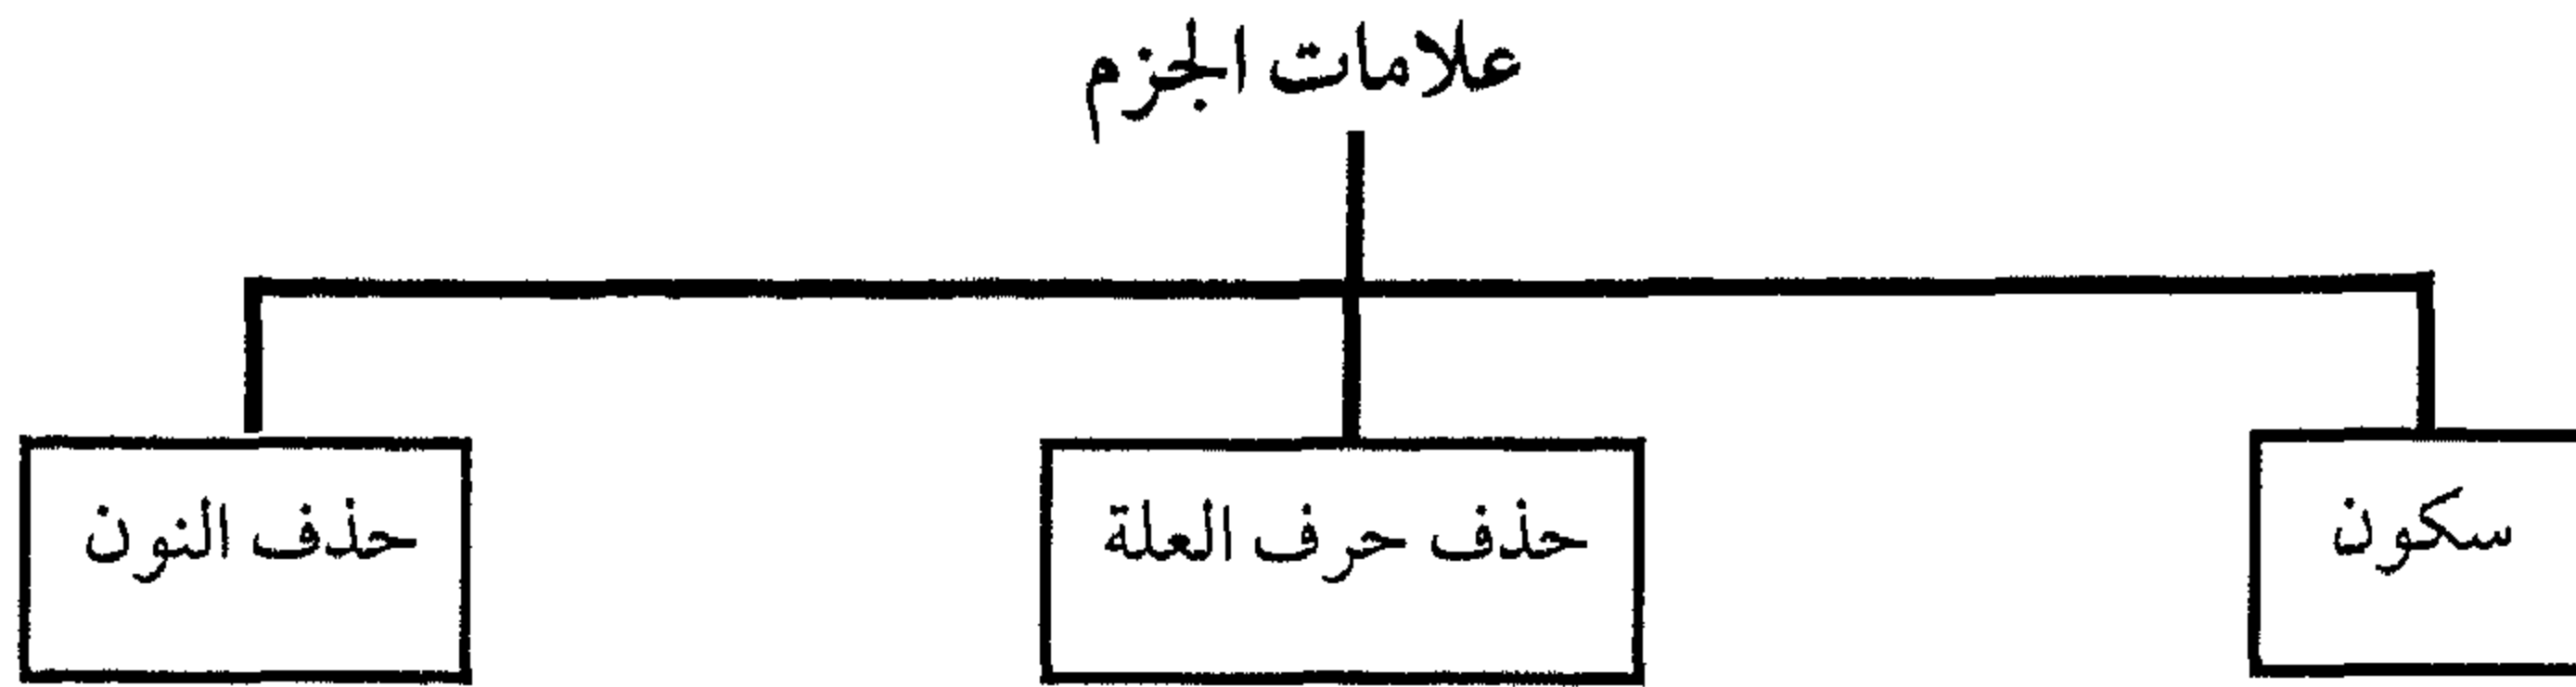 علامات الجزم
سكون
حذف حرف العلة
حذف النون